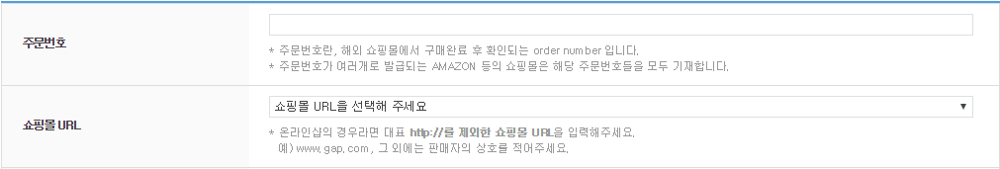 주문번호
* 주문번호란, 해외 쇼핑몰에서 구매완료 후 확인되는 order number 입니다.
* 주문번호가 여러개로 발급되는 AMAZON 등의 쇼핑몰은 해당 주문번호들을 모두 기재합니다.
쇼핑몰 URL
쇼핑몰 URL을 선택해 주세요
* 온라인샵의 경우라면 대표 http://를 제외한 쇼핑몰 URL을 입력해주세요.
예) www.gap.com , 그 외에는 판매자의 상호를 적어주세요.